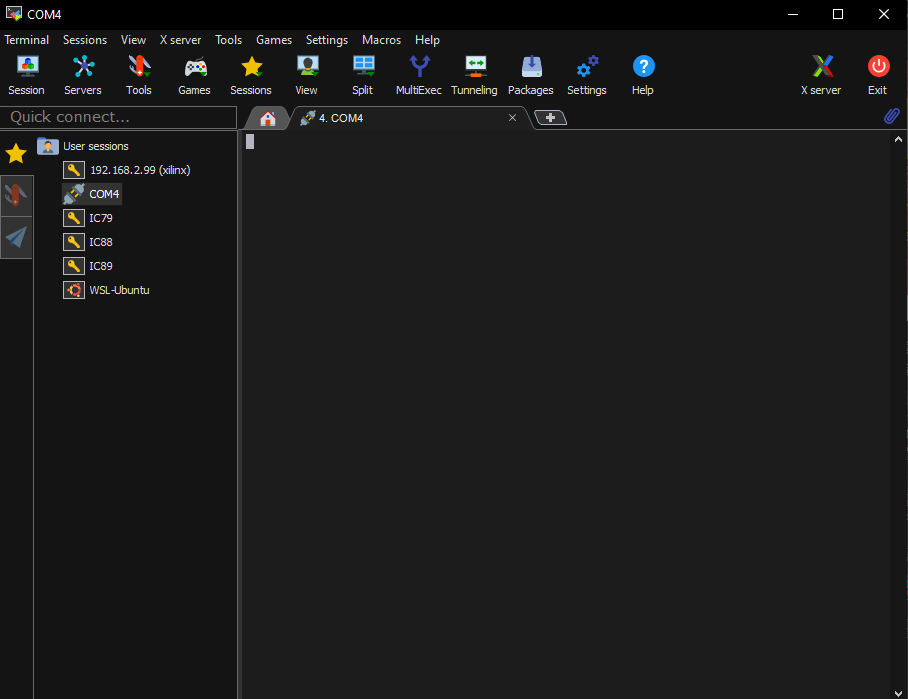 COM4
Terminal Sessions View X server Tools Games Settings Macros Help
Session Servers Tools Games Sessions View Split MultiExec Tunneling Packages Settings Help X server Exit
Quick connect...
4. COM4
User sessions
192.168.2.99 (xilinx)
COM4
IC79
IC88
IC89
WSL-Ubuntu